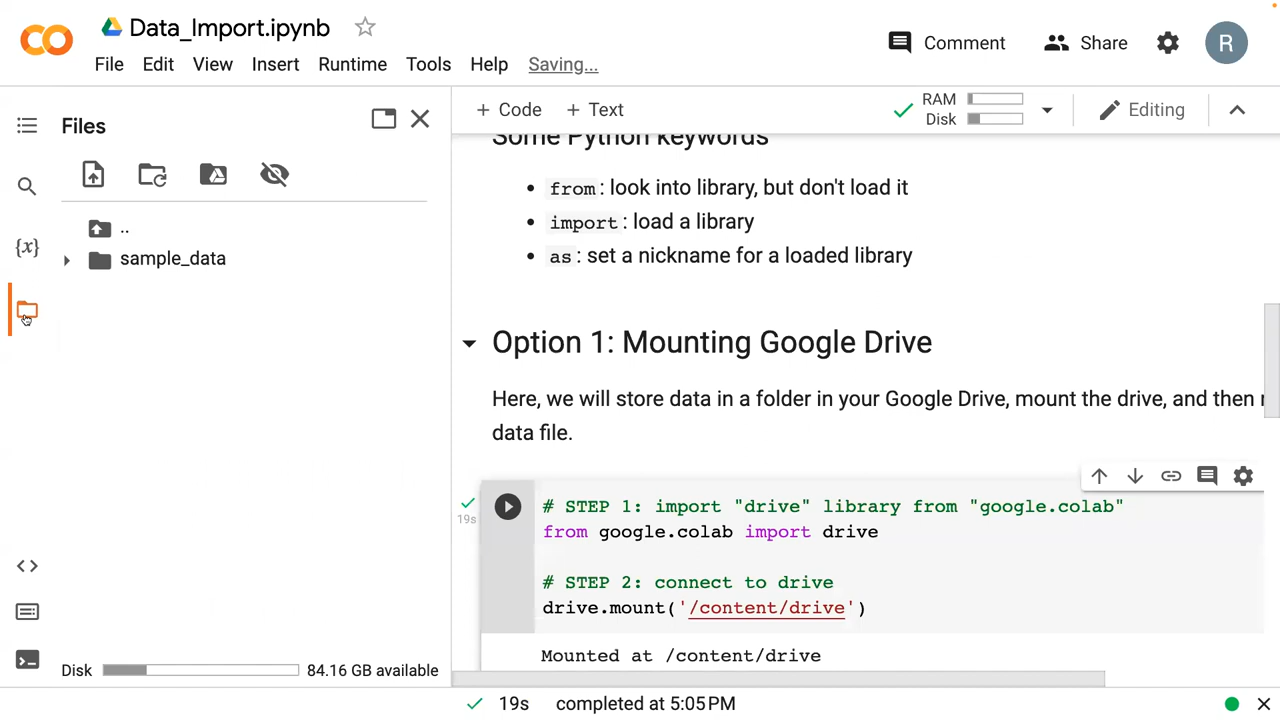 Data_Import.ipynb
File Edit View Insert Runtime Tools Help Saving...
Comment
Share
R
Files
..
sample_data
Disk 84.16 GB available
+ Code + Text
RAM
Disk
Editing
Some Python keywords
• from: look into library, but don't load it
• import: load a library
• as: set a nickname for a loaded library
Option 1: Mounting Google Drive
Here, we will store data in a folder in your Google Drive, mount the drive, and then
data file.
19s
# STEP 1: import "drive" library from "google.colab"
from google.colab import drive
# STEP 2: connect to drive
drive.mount('/content/drive')
Mounted at /content/drive
19s completed at 5:05 PM